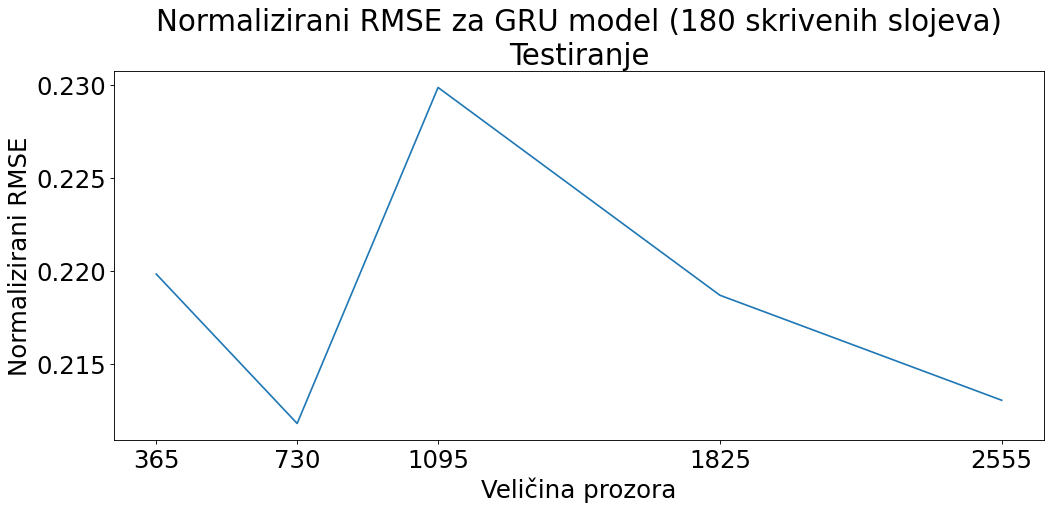 Normalizirani RMSE za GRU model (180 skrivenih slojeva)
Testiranje
Normalizirani RMSE
0.230
0.225
0.220
0.215
365 730 1095 1825 2555
Veličina prozora